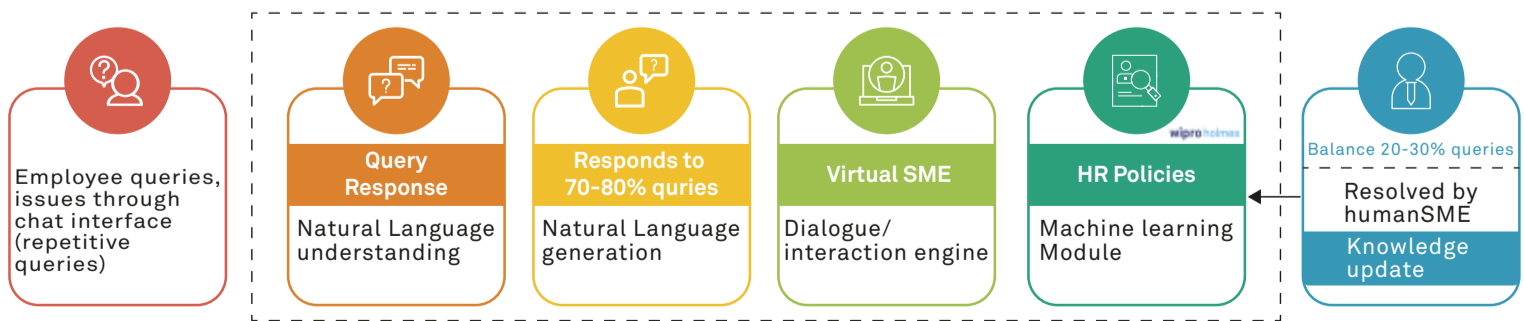 Employee queries,
issues through
chat interface
(repetitive
queries)
?
?
Query
Response
Natural Language
understanding
?
Responds to
70-80% quries
Natural Language
generation
Virtual SME
Dialogue/
interaction engine
wipro holmes
HR Policies
Machine learning
Module
Balance 20-30% queries
Resolved by
humanSME
Knowledge
update